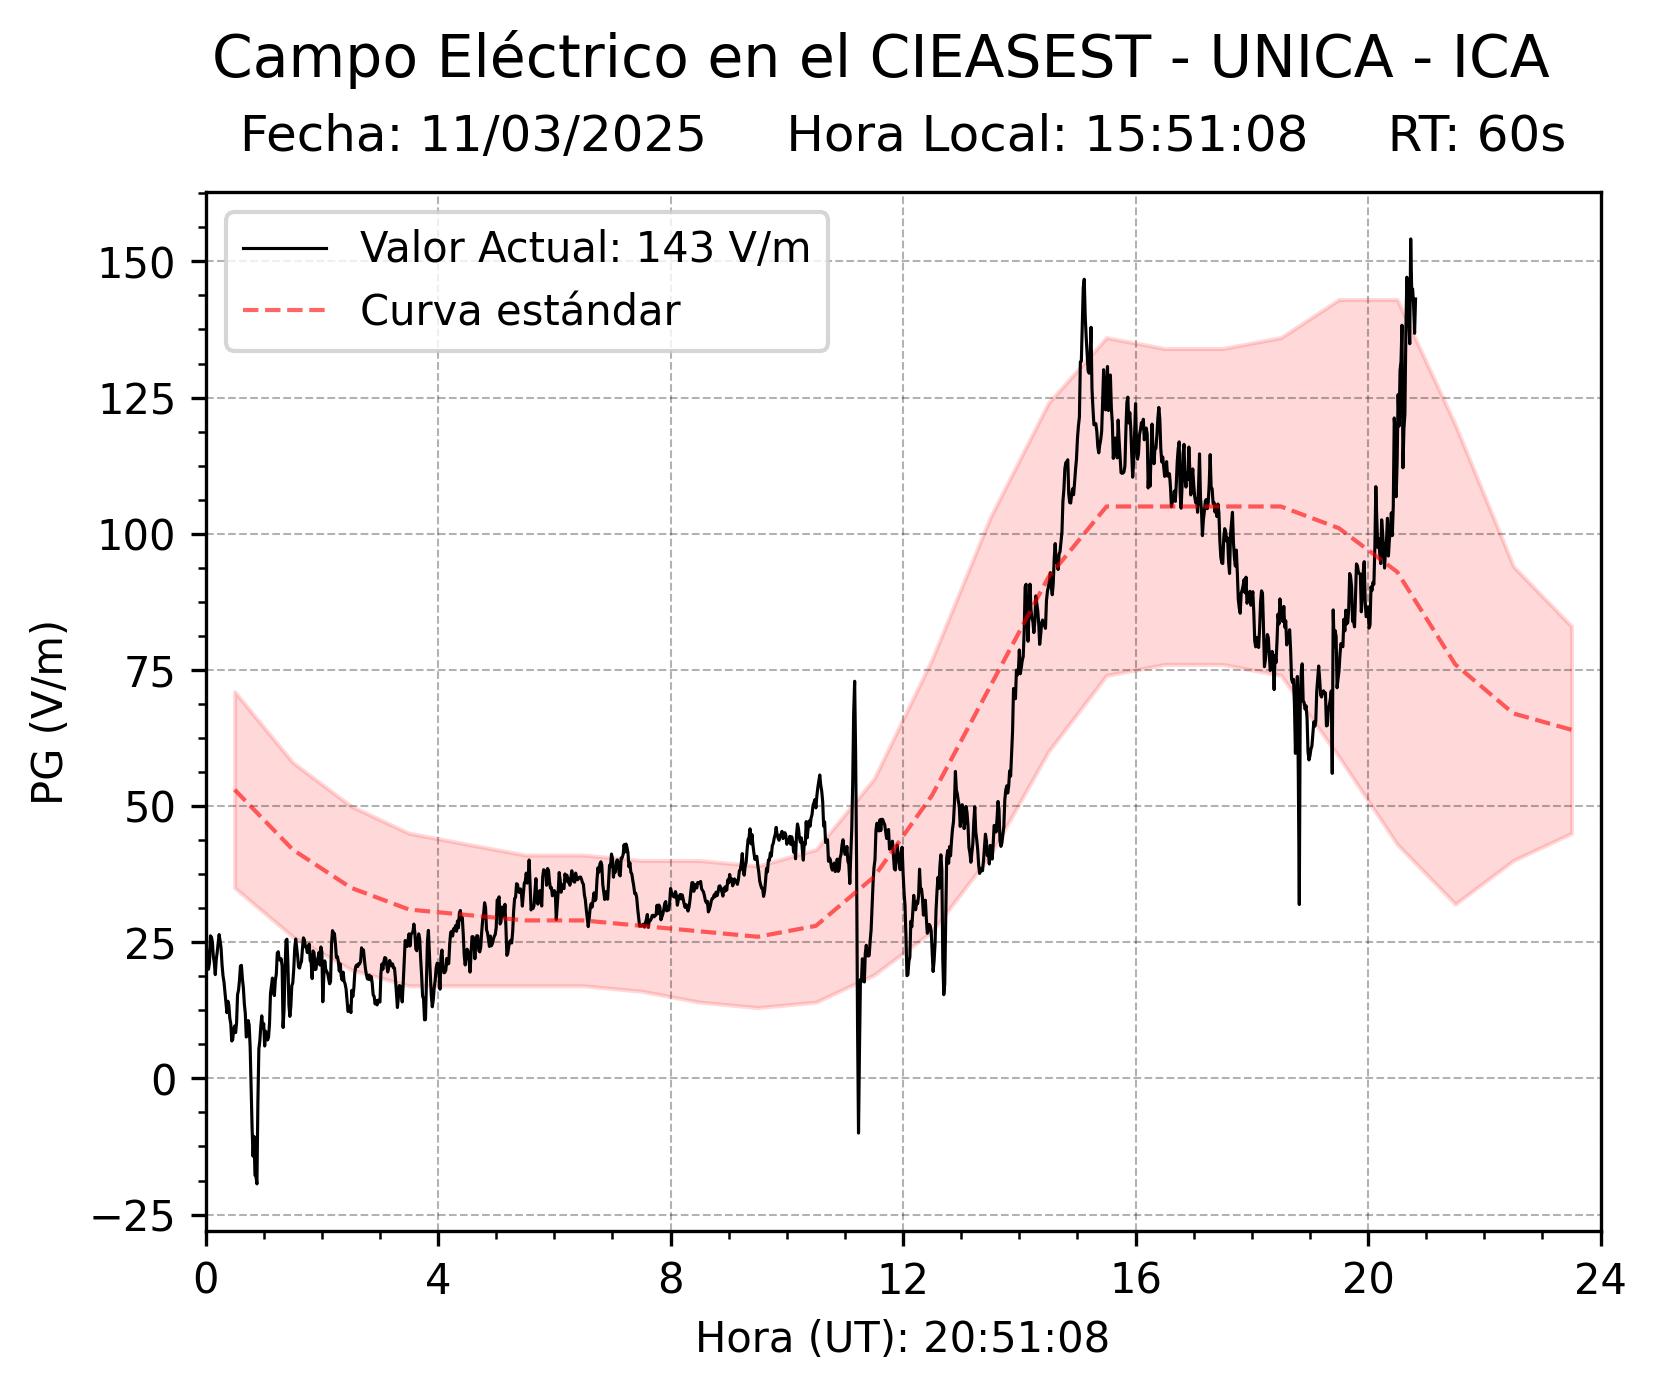 Campo Eléctrico en el CIEASEST - UNICA - ICA
Fecha: 11/03/2025 Hora Local: 15:51:08 RT: 60s
Valor Actual: 143 V/m
Curva estándar
PG (V/m)
150
125
100
75
50
25
0
−25
0 4 8 12 16 20 24
Hora (UT): 20:51:08